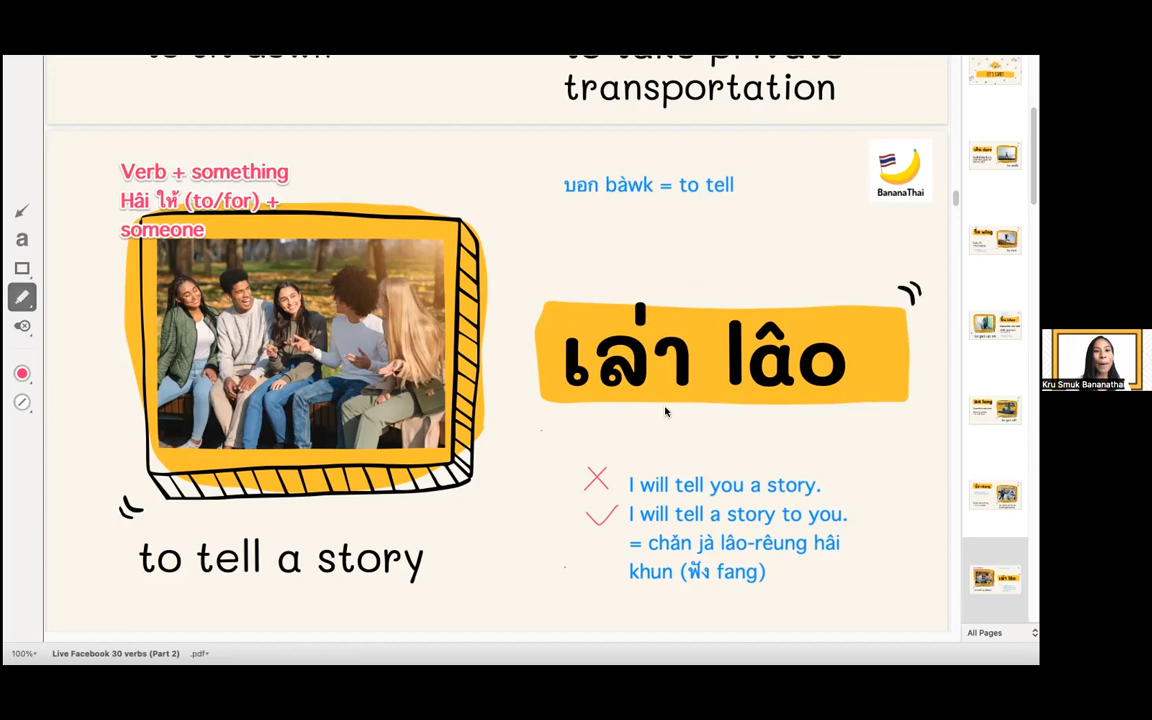 transportation
Verb + something
Hâi ให้ (to/for) +
someone
บอก bàwk = to tell
BananaThai
เล่า lâo
I will tell you a story.
I will tell a story to you.
= chǎn jà lâo-rêung hâi
khun (ฟัง fang)
to tell a story
Kru Smuk Bananathai
All Pages
100%
Live Facebook 30 verbs (Part 2)
.pdf